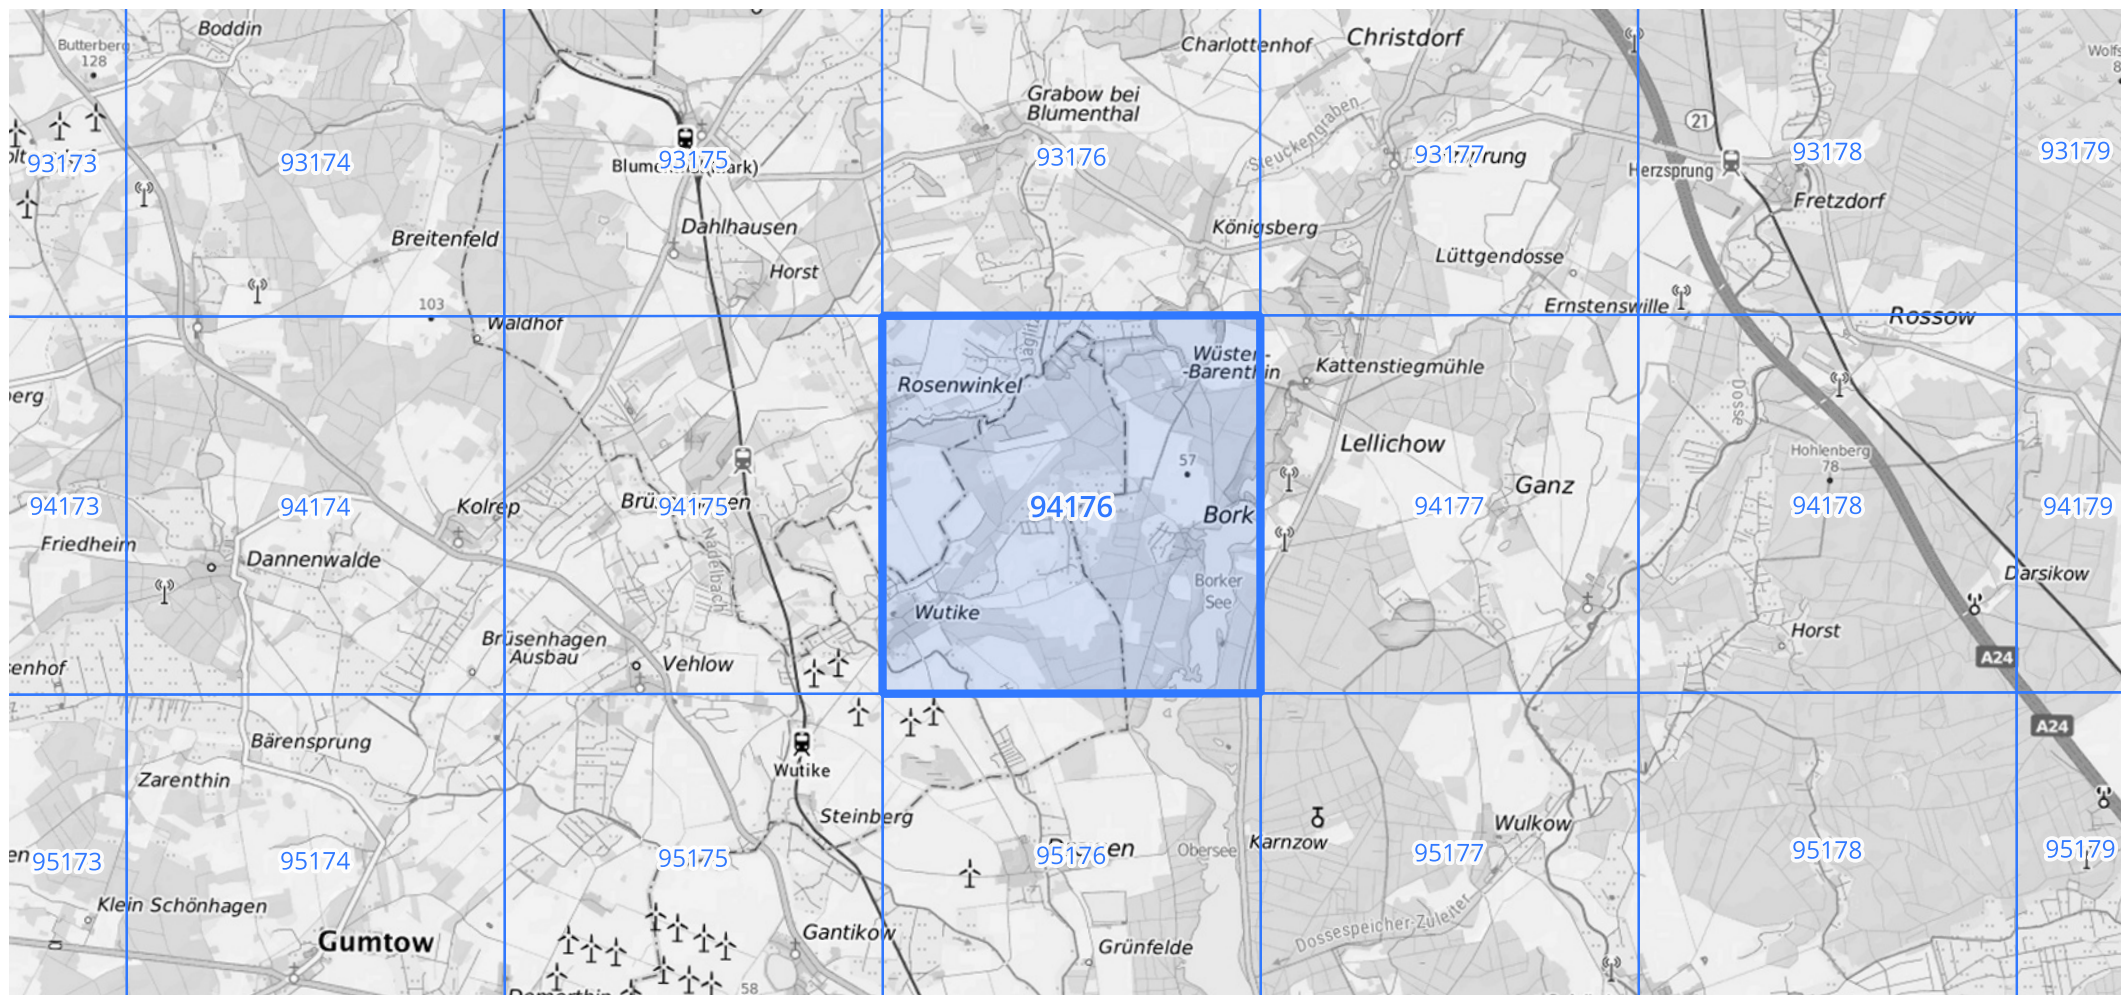 Boddin
Butterberg
128
Charlottenhof
Christdorf
Grabow bei
Blumenthal
Steuckengraben
21
93173
93174
93175
93176
93177
93178
93179
Herzsprung
Fretzdorf
Breitenfeld
Dahlhausen
Horst
Königsberg
Lüttgendosse
Ernstenswille
Rossow
103
Waldhof
Rosenwinkel
Wüsten-
-Barenthin
Kattenstiegmühle
Dosse
Lellichow
Hohlenberg
78
57
Kolrep
94173
94174
94175
94176
94177
94178
94179
Bork
Ganz
Friedheim
Dannenwalde
Nadelbach
Borker
See
Darsikow
Wutike
Horst
Brüsenhagen
Ausbau
Vehlow
A24
A24
Bärensprung
Zarenthin
Wutike
Steinberg
Obersee
Karnzow
Wulkow
95173
95174
95175
95176
95177
95178
95179
Klein Schönhagen
Gumtow
Gantikow
Grünfelde
Dossespeicher-Zuleiter
58